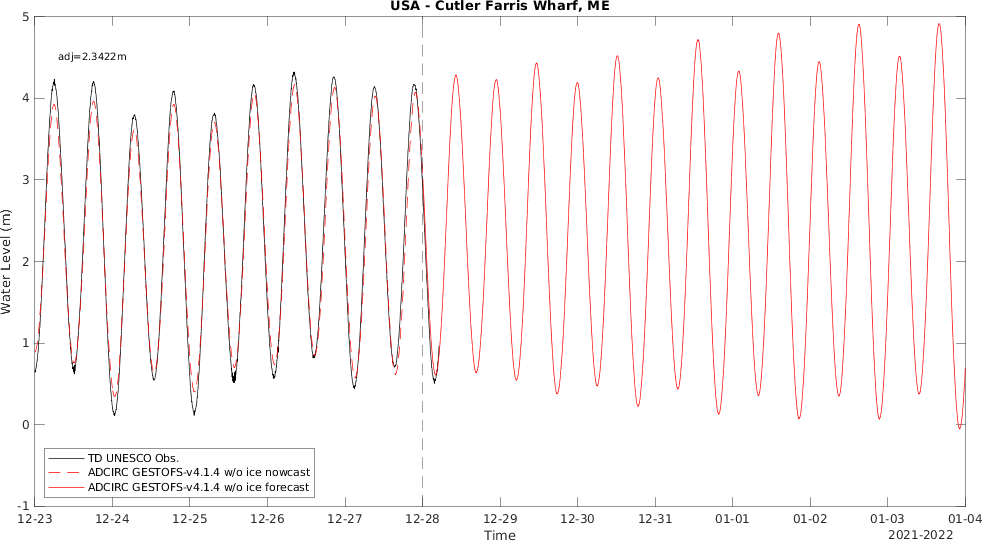 USA - Cutler Farris Wharf, ME
adj=2.3422m
5
4
3
2
1
0
-1
Water Level (m)
TD UNESCO Obs.
ADCIRC GESTOFS-v4.1.4 w/o ice nowcast
ADCIRC GESTOFS-v4.1.4 w/o ice forecast
12-23 12-24 12-25 12-26 12-27 12-28 12-29 12-30 12-31 01-01 01-02 01-03 01-04
Time
2021-2022